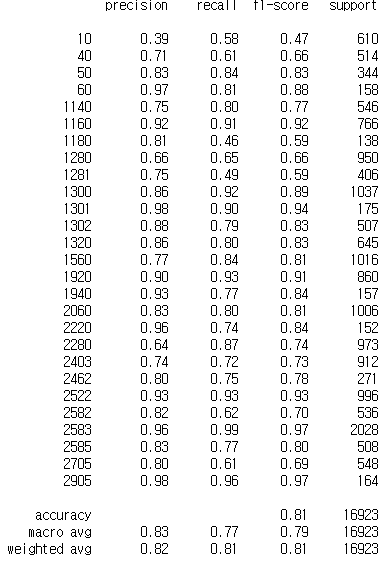 precision recall f1-score support
10 0.39 0.58 0.47 610
40 0.71 0.61 0.66 514
50 0.83 0.84 0.83 344
60 0.97 0.81 0.88 158
1140 0.75 0.80 0.77 546
1160 0.92 0.91 0.92 766
1180 0.81 0.46 0.59 138
1280 0.66 0.65 0.66 950
1281 0.75 0.49 0.59 406
1300 0.86 0.92 0.89 1037
1301 0.98 0.90 0.94 175
1302 0.88 0.79 0.83 507
1320 0.86 0.80 0.83 645
1560 0.77 0.84 0.81 1016
1920 0.90 0.93 0.91 860
1940 0.93 0.77 0.84 157
2060 0.83 0.80 0.81 1006
2220 0.96 0.74 0.84 152
2280 0.64 0.87 0.74 973
2403 0.74 0.72 0.73 912
2462 0.80 0.75 0.78 271
2522 0.93 0.93 0.93 996
2582 0.82 0.62 0.70 536
2583 0.96 0.99 0.97 2028
2585 0.83 0.77 0.80 508
2705 0.80 0.61 0.69 548
2905 0.98 0.96 0.97 164
accuracy 0.81 16923
macro avg 0.83 0.77 0.79 16923
weighted avg 0.82 0.81 0.81 16923